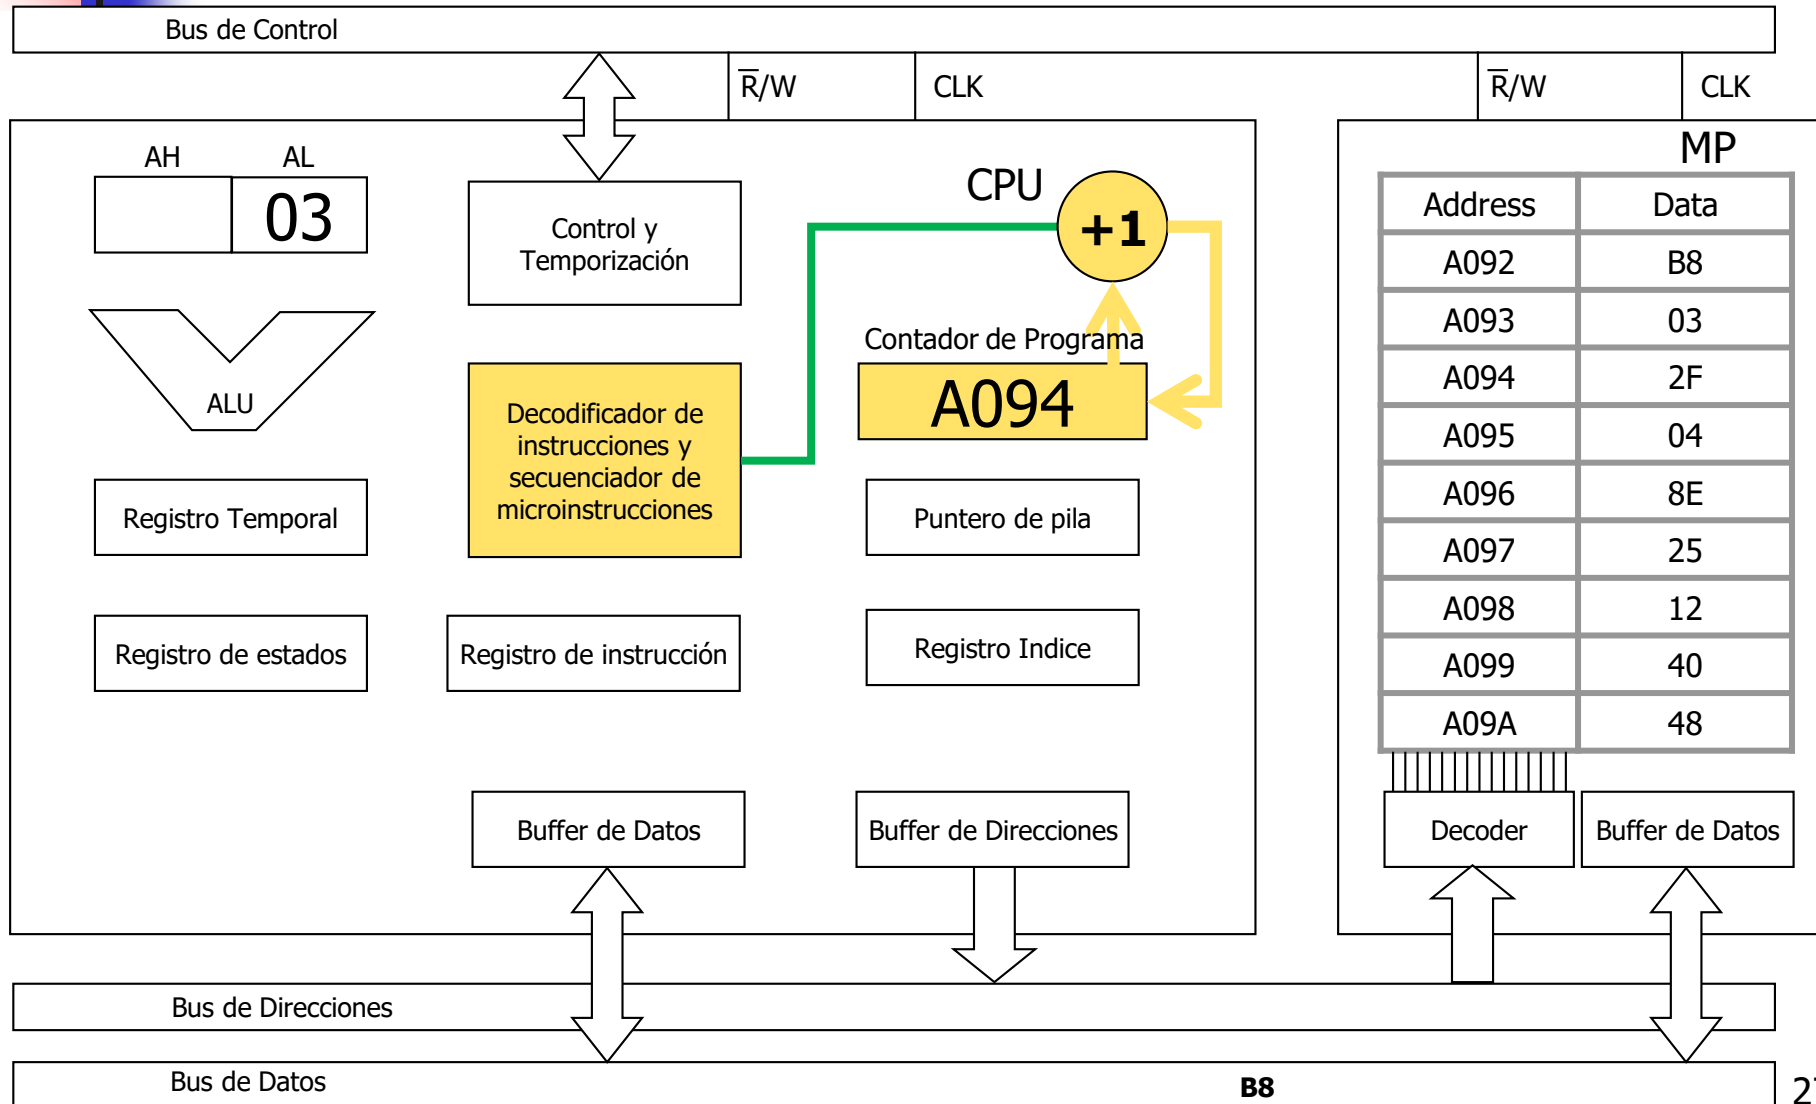 Bus de Control
R̅/W
CLK
R̅/W
CLK
AH
AL
03
Control y
Temporización
CPU
+1
Contador de Programa
A094
ALU
Decodificador de
instrucciones y
secuenciador de
microinstrucciones
Registro Temporal
Puntero de pila
Registro de estados
Registro de instrucción
Registro Indice
Buffer de Datos
Buffer de Direcciones
MP
Address Data
A092 B8
A093 03
A094 2F
A095 04
A096 8E
A097 25
A098 12
A099 40
A09A 48
Decoder
Buffer de Datos
Bus de Direcciones
Bus de Datos
B8